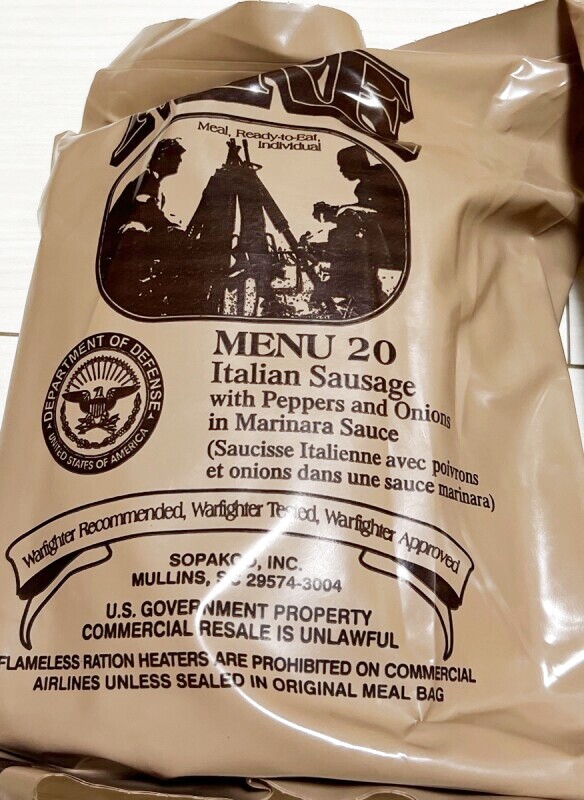 MRE
Meal, Ready-to-Eat,
Individual
MENU 20
Italian Sausage
with Peppers and Onions
in Marinara Sauce
(Saucisse Italienne avec poivrons
et onions dans une sauce marinara)
DEPARTMENT OF DEFENSE
UNITED STATES OF AMERICA
Warfighter Recommended, Warfighter Tested, Warfighter Approved
SOPAKCO, INC.
MULLINS, SC 29574-3004
U.S. GOVERNMENT PROPERTY
COMMERCIAL RESALE IS UNLAWFUL
FLAMELESS RATION HEATERS ARE PROHIBITED ON COMMERCIAL
AIRLINES UNLESS SEALED IN ORIGINAL MEAL BAG